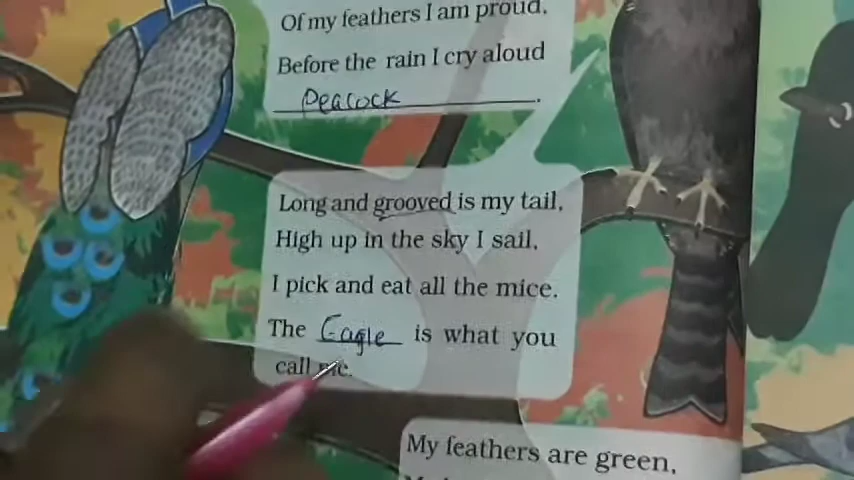 Of my feathers I am proud,
Before the rain I cry aloud
Peacock.
Long and grooved is my tail,
High up in the sky I sail,
I pick and eat all the mice.
The Eagle is what you
call me.
My feathers are green,